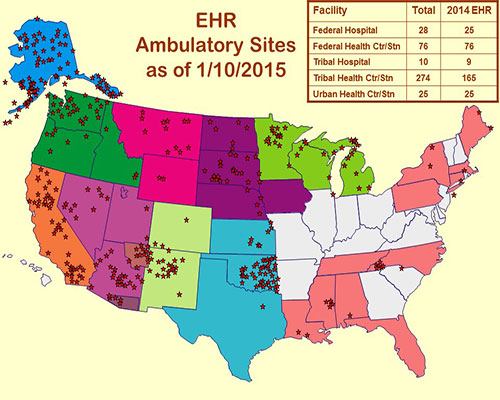 EHR
Ambulatory Sites
as of 1/10/2015
Facility Total 2014 EHR
Federal Hospital 28 25
Federal Health Ctr/Stn 76 76
Tribal Hospital 10 9
Tribal Health Ctr/Stn 274 165
Urban Health Ctr/Stn 25 25